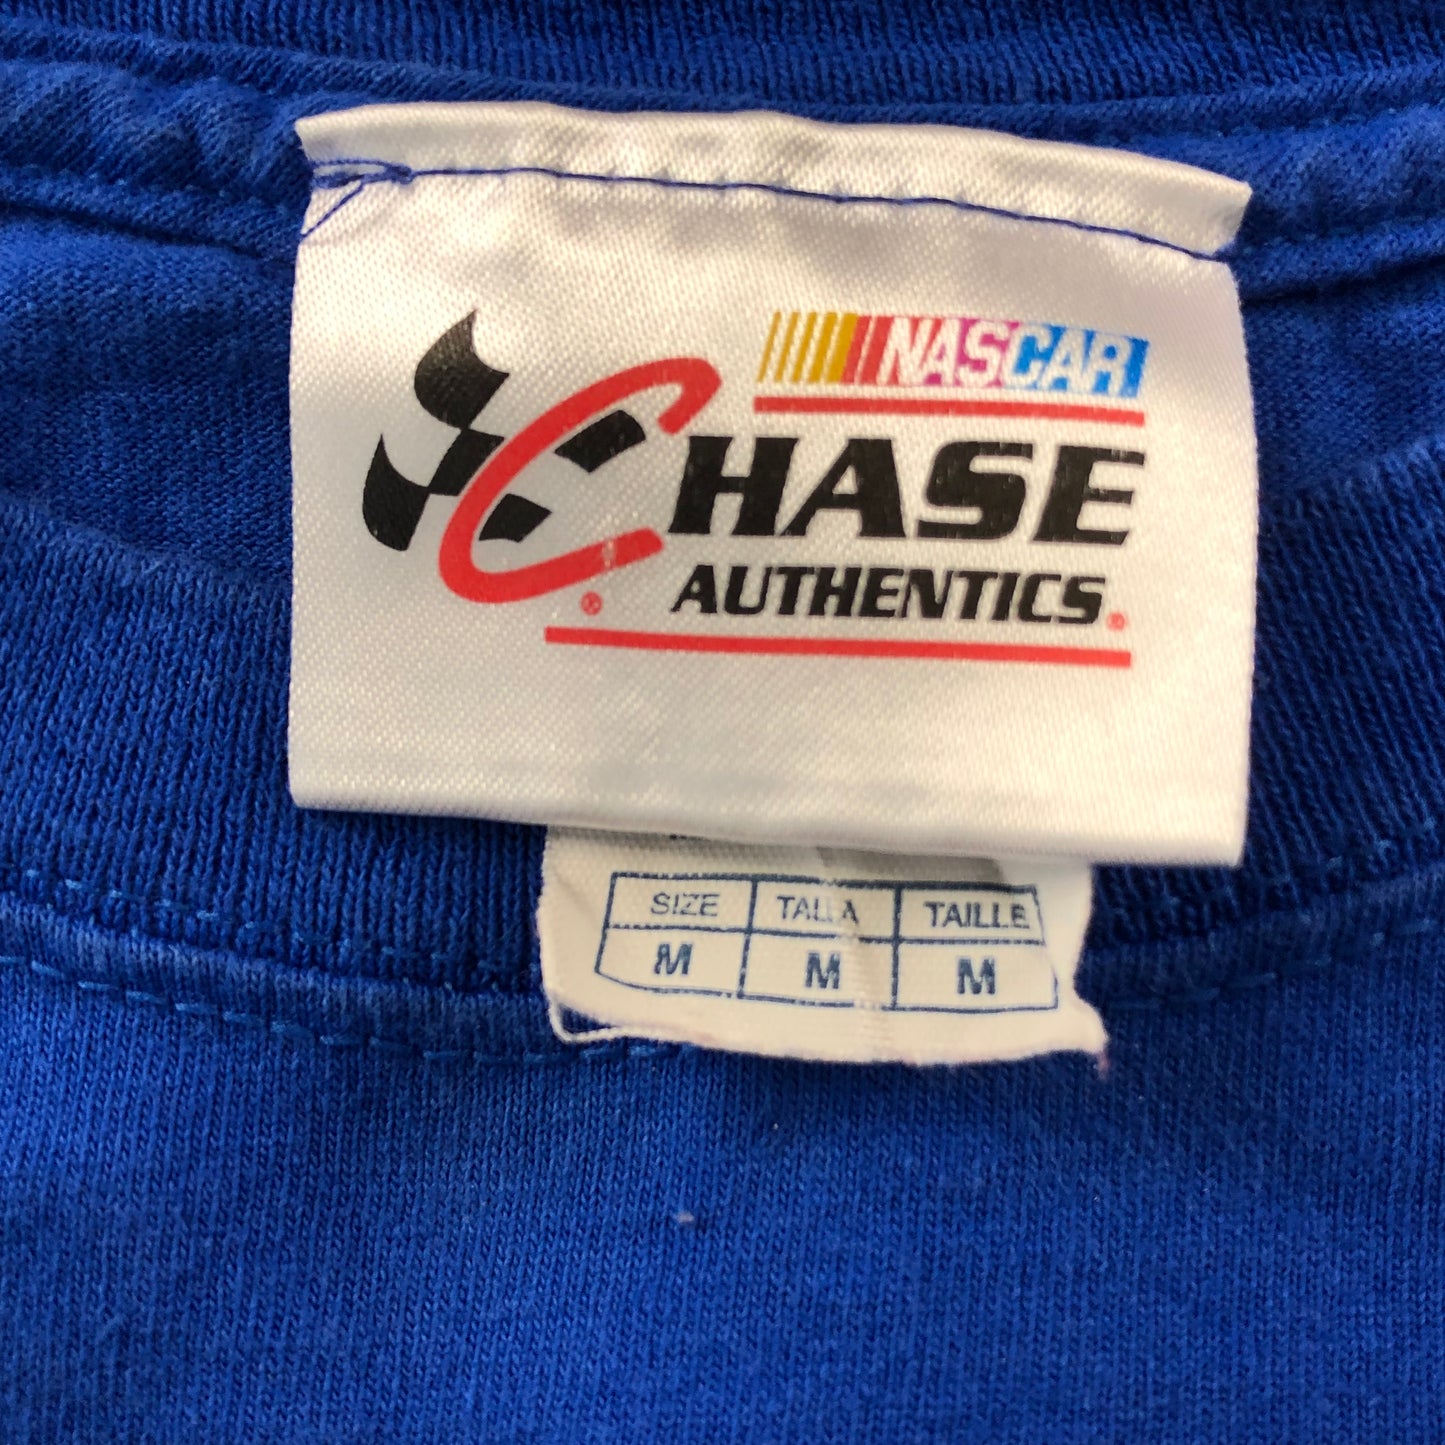 NASCAR
CHASE
AUTHENTICS®
®
SIZE TALLA TAILLE
M M M